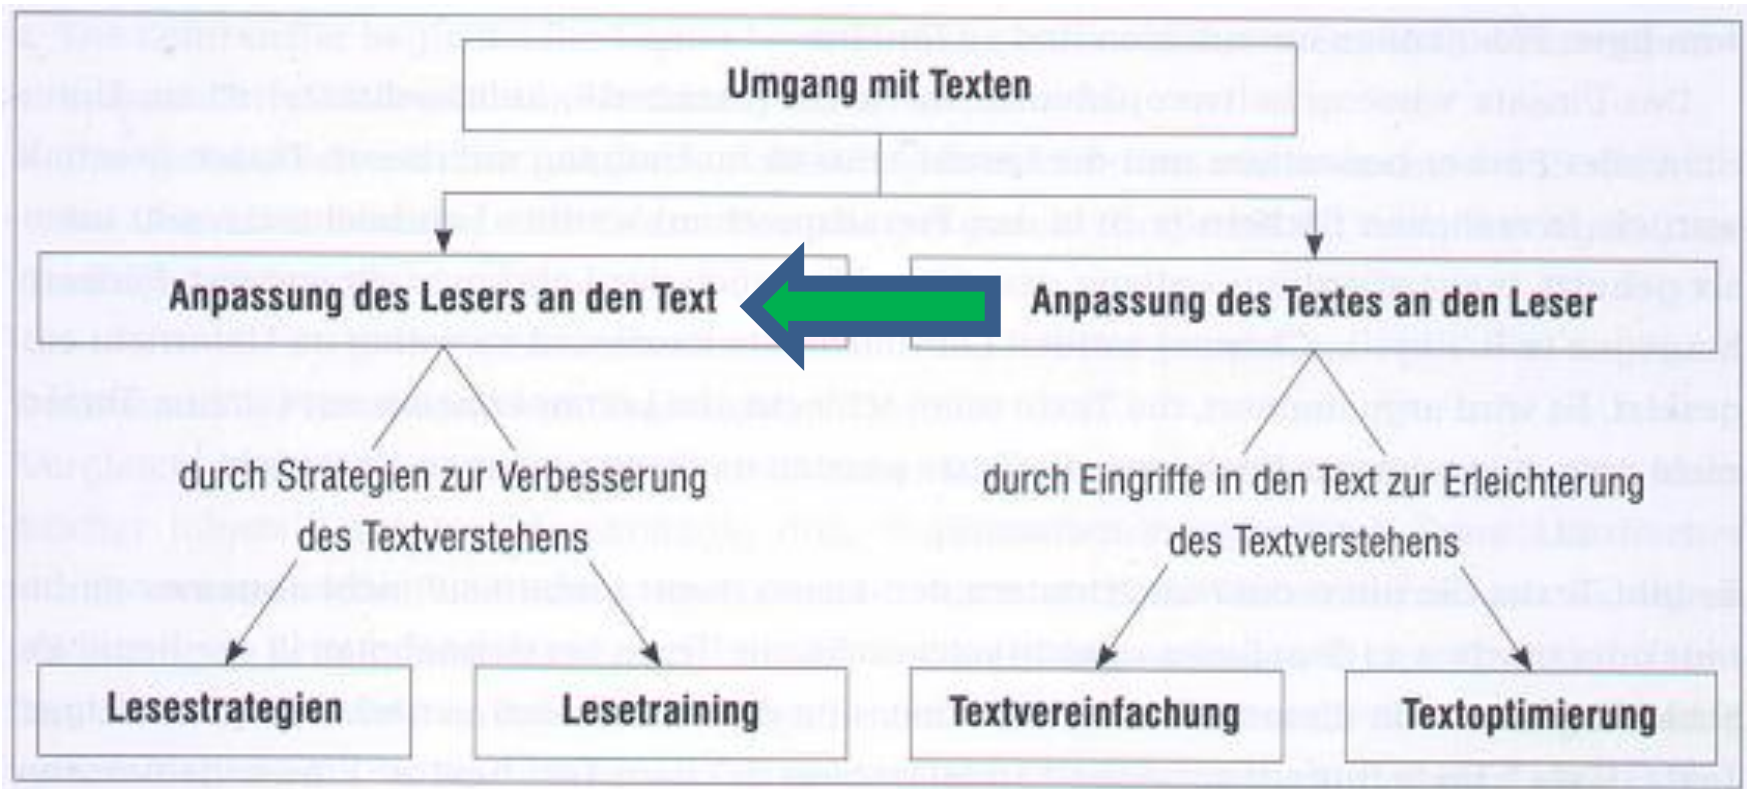 Umgang mit Texten
Anpassung des Lesers an den Text
Anpassung des Textes an den Leser
durch Strategien zur Verbesserung
des Textverstehens
durch Eingriffe in den Text zur Erleichterung
des Textverstehens
Lesestrategien
Lesetraining
Textvereinfachung
Textoptimierung